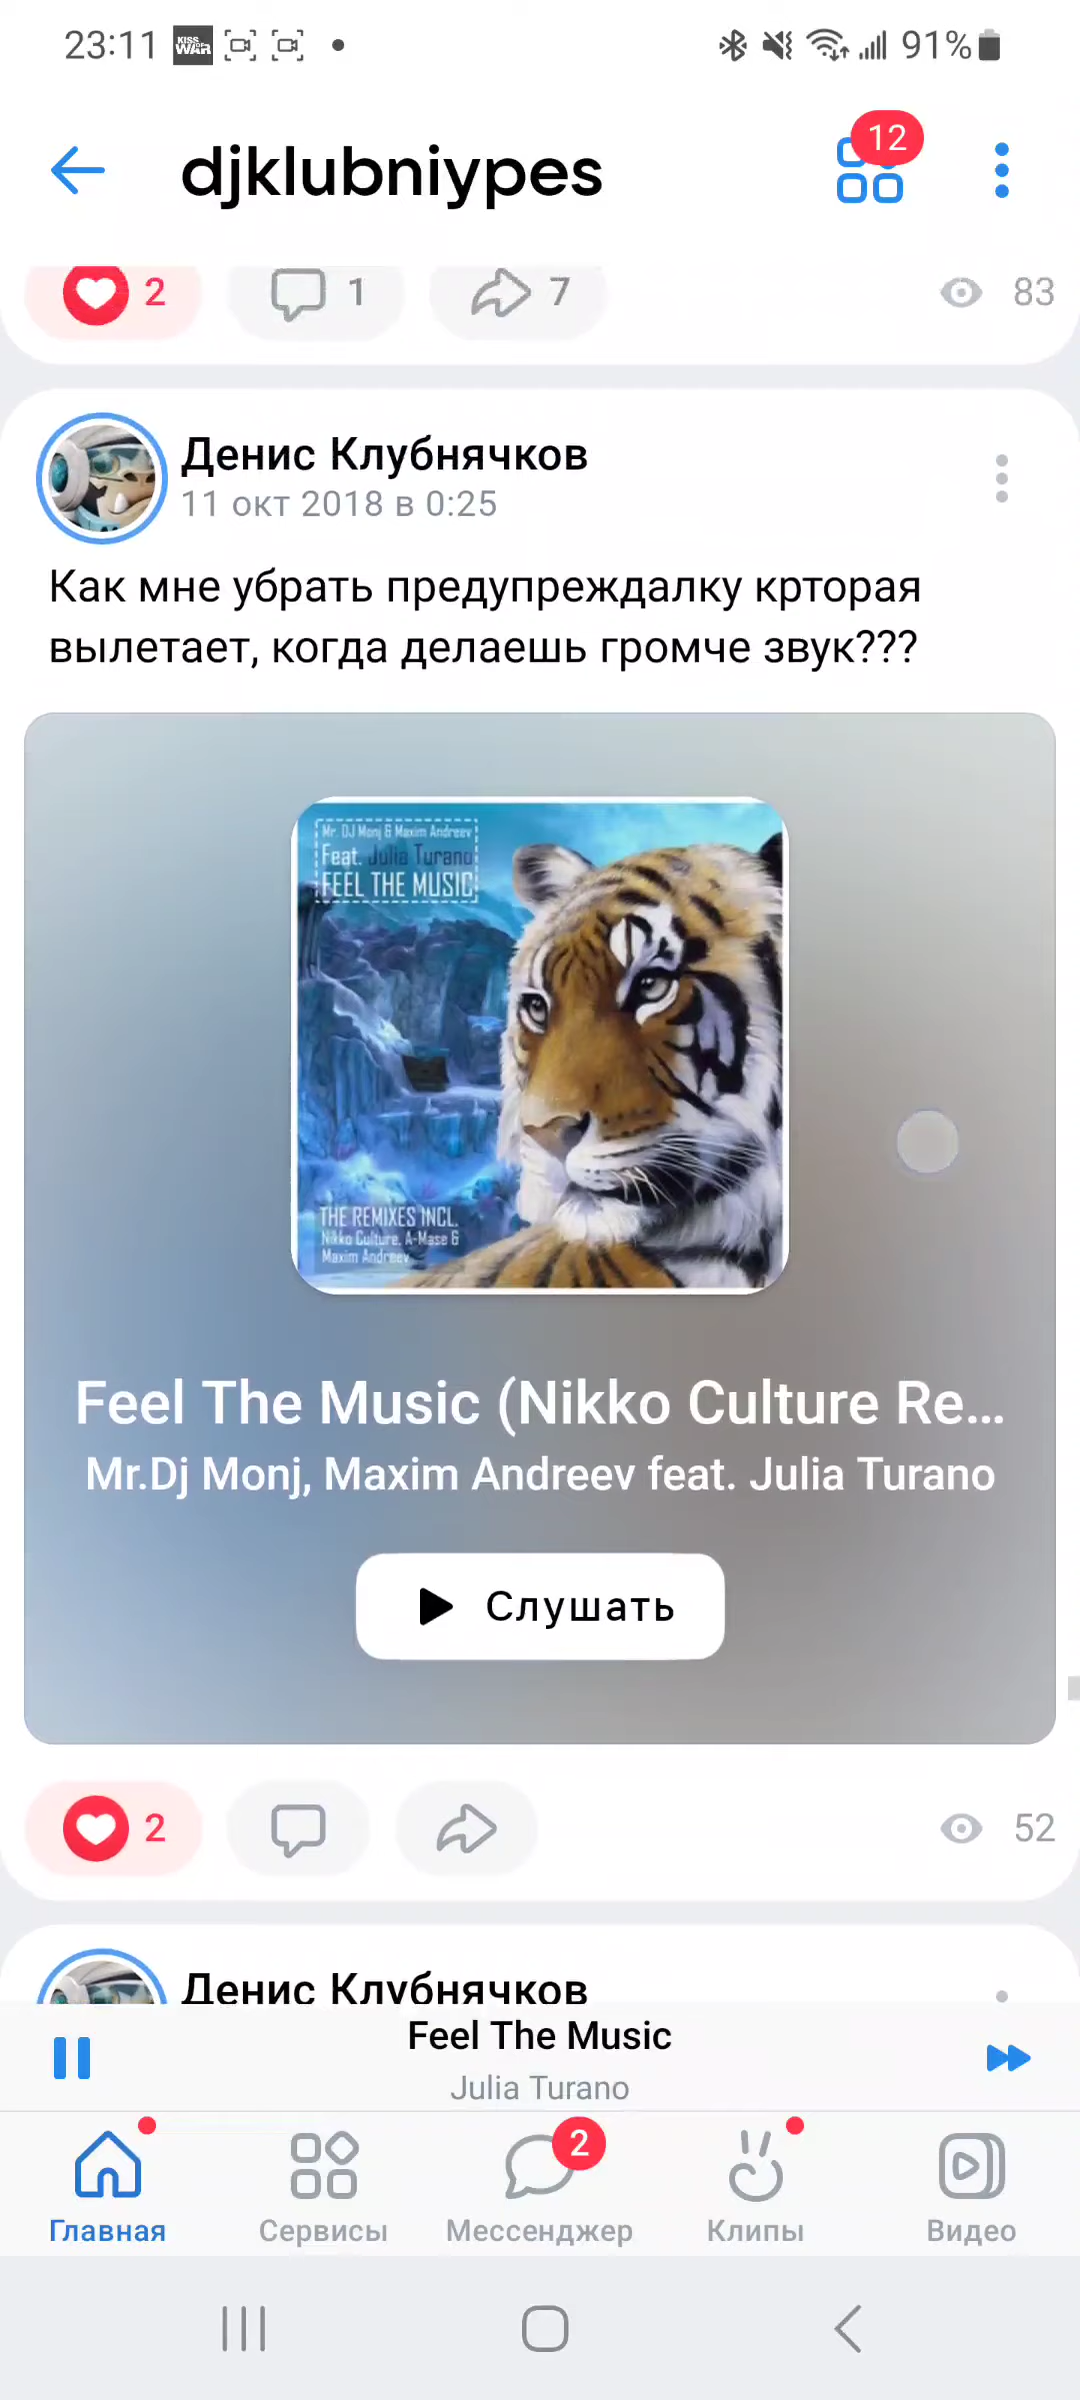 23:11
KISS OF WAR
91%
djklubniypes
12
2
1
7
83
Денис Клубнячков
11 окт 2018 в 0:25
Как мне убрать предупреждалку крторая
вылетает, когда делаешь громче звук???
Mr. DJ Monj & Maxim Andreev
Feat. Julia Turano
FEEL THE MUSIC
THE REMIXES INCL.
Nikko Culture, A-Mase &
Maxim Andreev
Feel The Music (Nikko Culture Re...
Mr.Dj Monj, Maxim Andreev feat. Julia Turano
Слушать
2
52
Денис Клубнячков
Feel The Music
Julia Turano
2
Главная
Сервисы
Мессенджер
Клипы
Видео